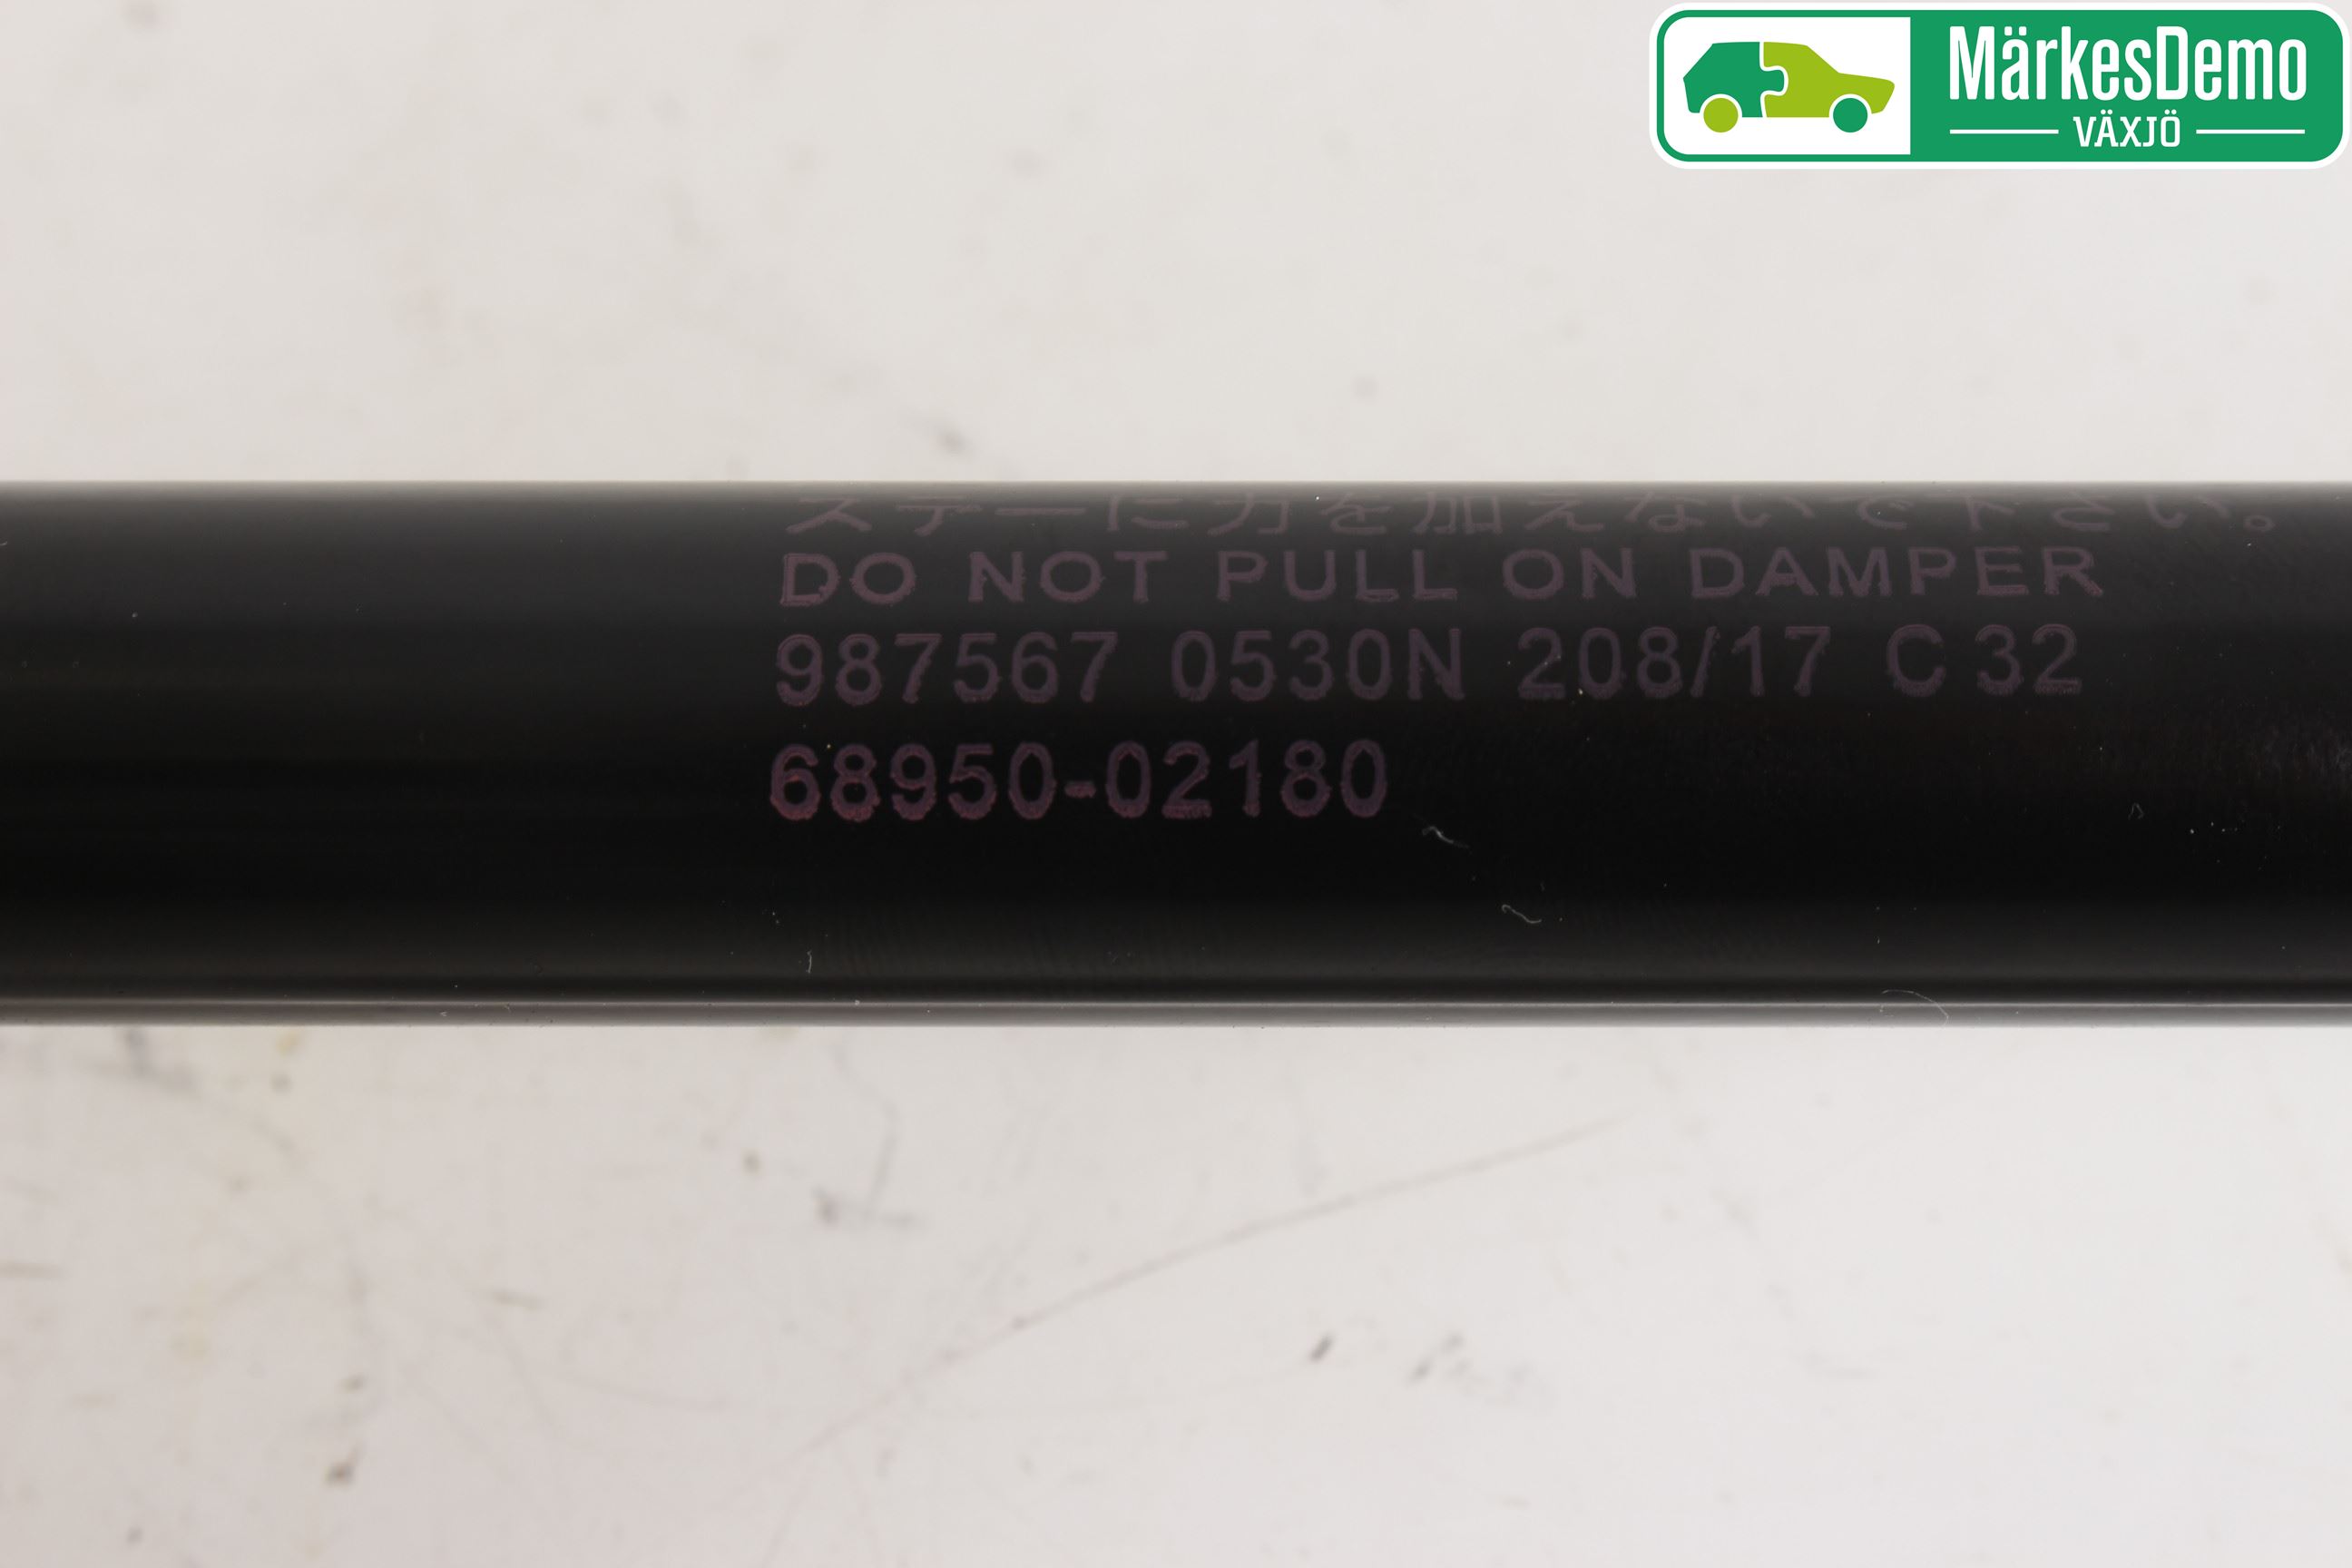 MärkesDemo
VÄXJÖ
ステーに力を加えないで下さい。
DO NOT PULL ON DAMPER
987567 0530N 208/17 C 32
68950-02180